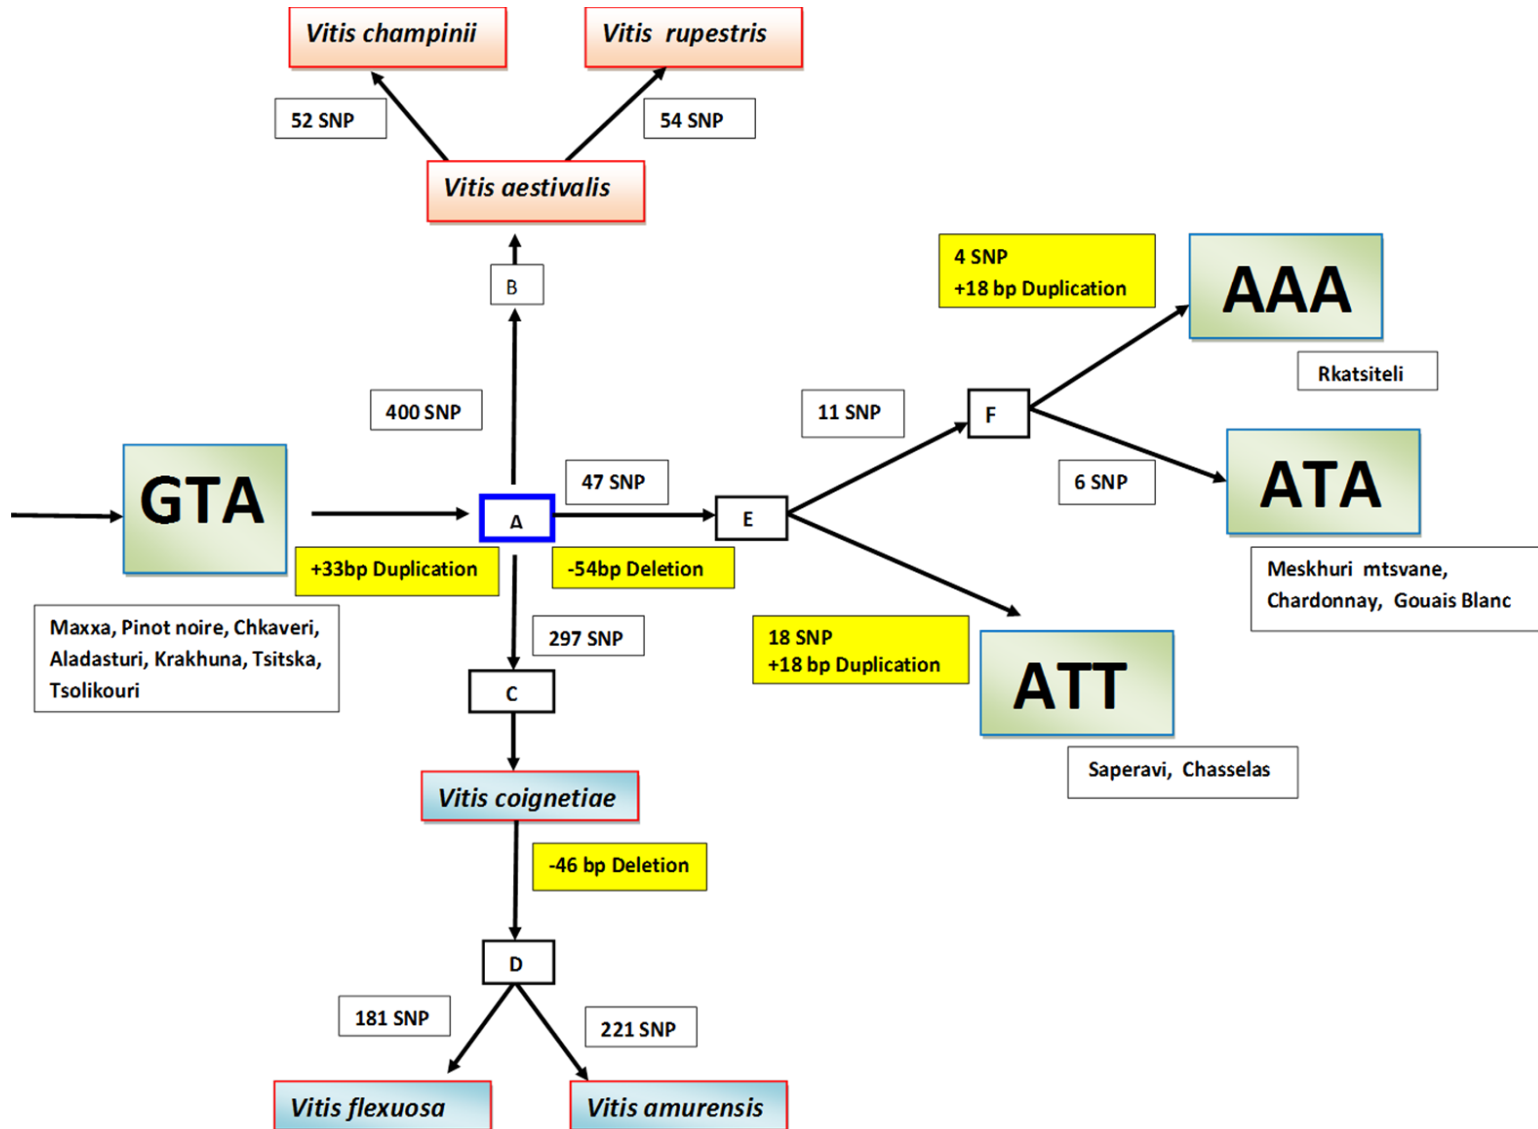 Vitis champinii
Vitis rupestris
52 SNP
54 SNP
Vitis aestivalis
B
4 SNP
+18 bp Duplication
AAA
Rkatsiteli
400 SNP
11 SNP
F
GTA
47 SNP
6 SNP
ATA
A
E
+33bp Duplication
-54bp Deletion
Meskhuri mtsvane,
Chardonnay, Gouais Blanc
Maxxa, Pinot noire, Chkaveri,
Aladasturi, Krakhuna, Tsitska,
Tsolikouri
297 SNP
18 SNP
+18 bp Duplication
ATT
C
Saperavi, Chasselas
Vitis coignetiae
-46 bp Deletion
D
181 SNP
221 SNP
Vitis flexuosa
Vitis amurensis